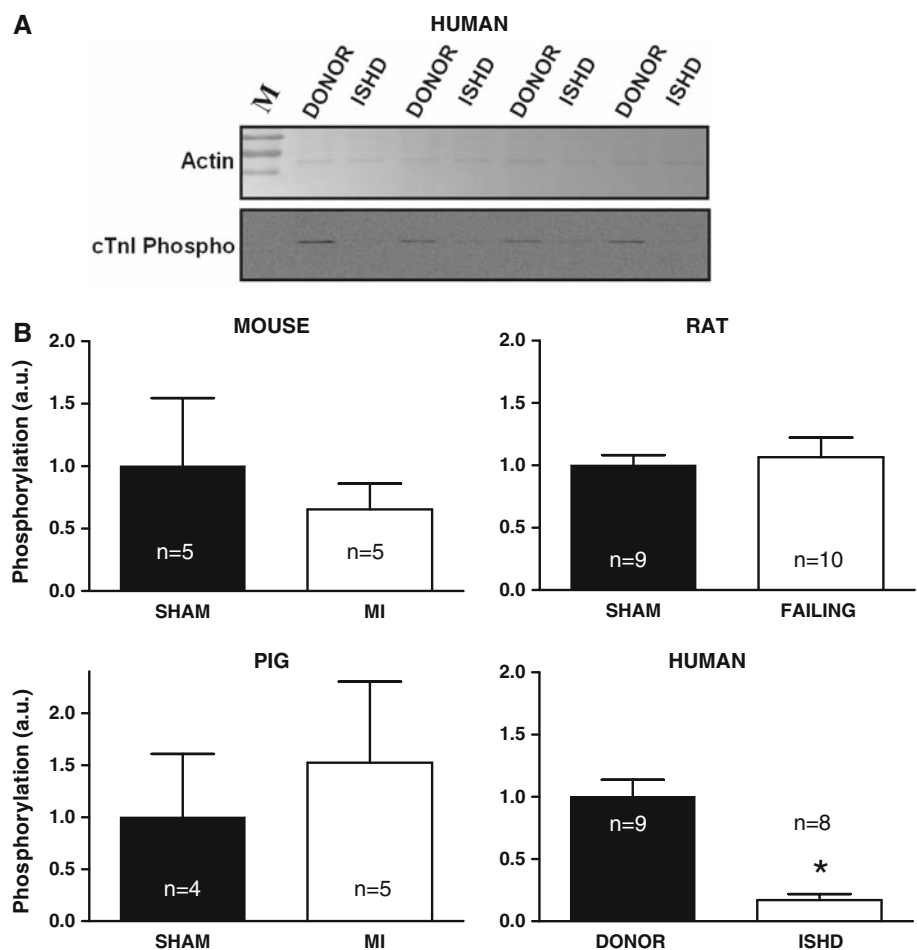 A
HUMAN
M DONOR ISHD DONOR ISHD DONOR ISHD DONOR ISHD
Actin
cTnI Phospho
B
MOUSE
Phosphorylation (a.u.)
2.0
1.5
1.0
0.5
0.0
n=5
n=5
SHAM MI
RAT
2.0
1.5
1.0
0.5
0.0
n=9
n=10
SHAM FAILING
PIG
Phosphorylation (a.u.)
2.0
1.5
1.0
0.5
0.0
n=4
n=5
SHAM MI
HUMAN
2.0
1.5
1.0
0.5
0.0
n=9
n=8
*
DONOR ISHD